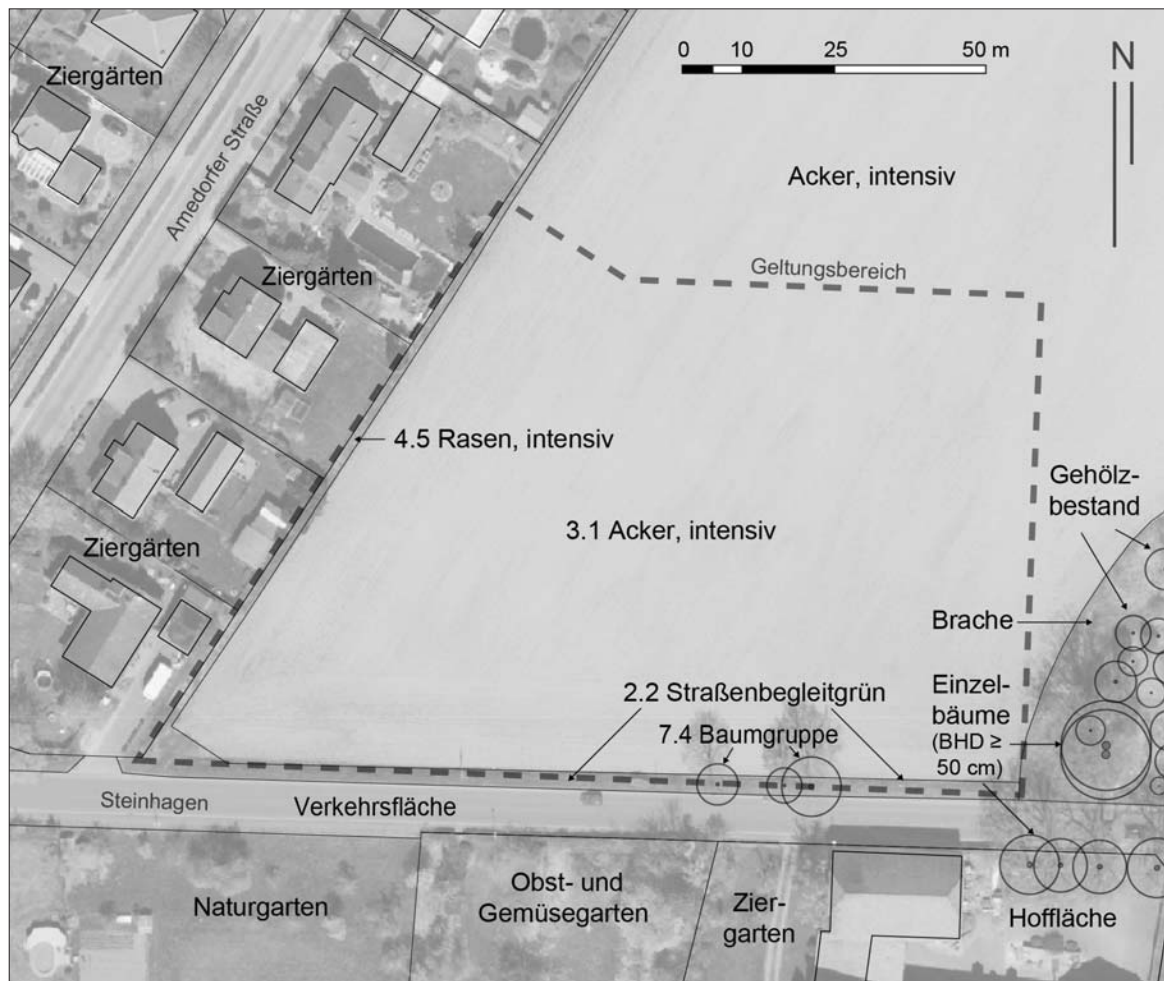 Ziergärten
Amedorfer Straße
0 10 25 50 m
N
Acker, intensiv
Geltungsbereich
Ziergärten
4.5 Rasen, intensiv
3.1 Acker, intensiv
Gehölz-
bestand
Ziergärten
Brache
Einzel-
bäume
(BHD ≥
50 cm)
2.2 Straßenbegleitgrün
7.4 Baumgruppe
Steinhagen
Verkehrsfläche
Naturgarten
Obst- und
Gemüsegarten
Zier-
garten
Hoffläche